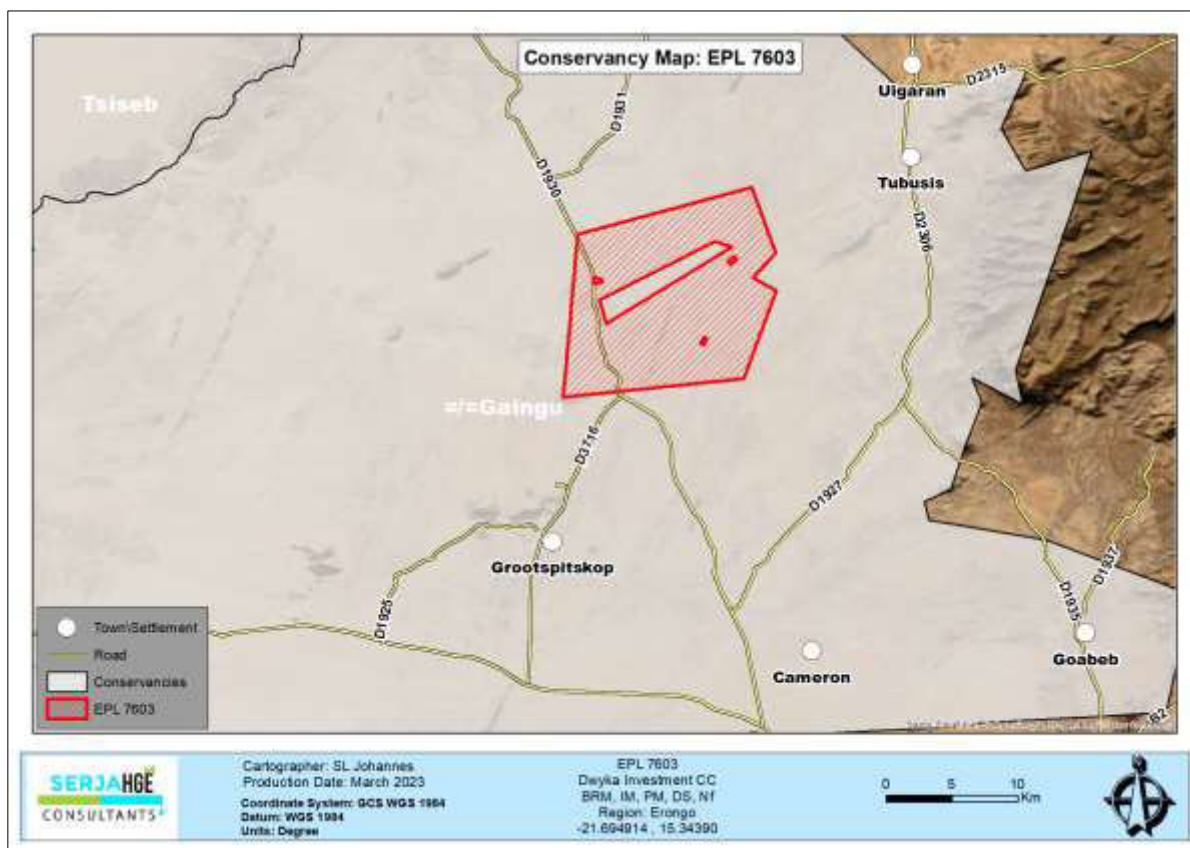 Conservancy Map: EPL 7603
Tsiseb
Uigaran
D2315
D1931
D1930
Tubusis
D2306
=/=Gaingu
D3716
D1927
Grootspitskop
D1925
D1937
D1935
Cameron
Goabeb
B2
Town\Settlement
Road
Conservancies
EPL 7603
SERJA HGE
CONSULTANTS
Cartographer: SL Johannes
Production Date: March 2023
Coordinate System: GCS WGS 1984
Datum: WGS 1984
Units: Degree
EPL 7603
Dwyka Investment CC
BRM, IM, PM, DS, Nf
Region: Erongo
-21.694914 , 15.34390
0 5 10
Km